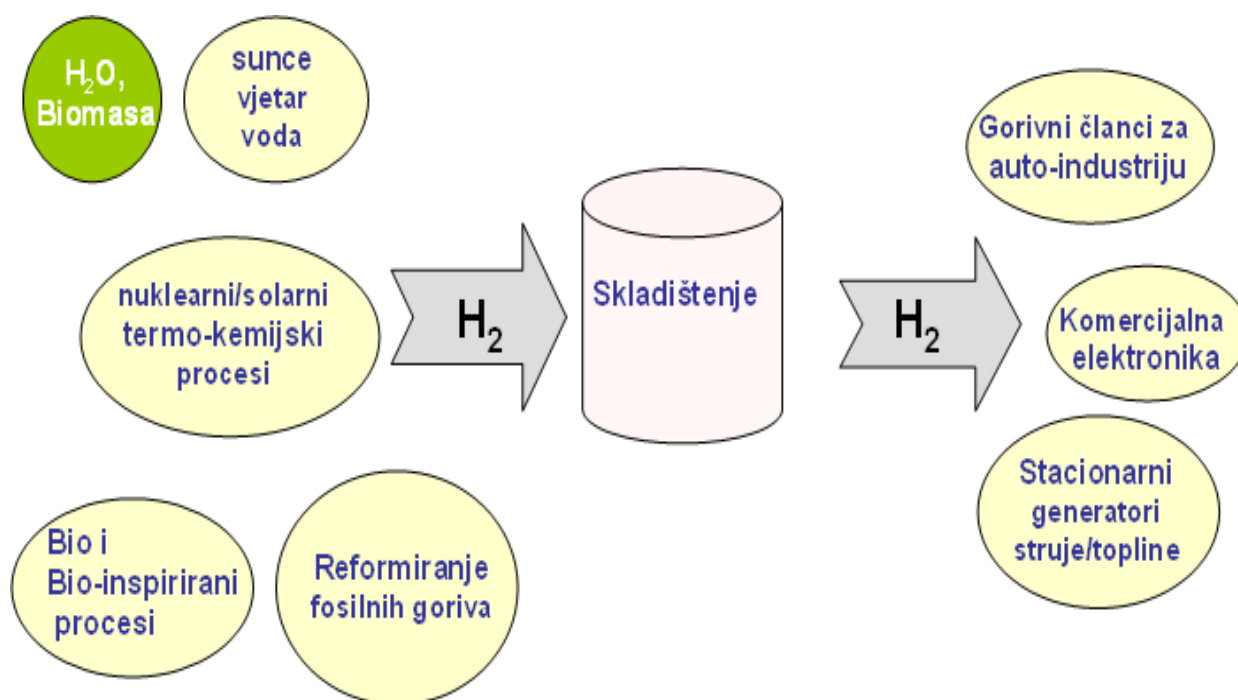 H₂O,
Biomasa
sunce
vjetar
voda
nuklearni/solarni
termo-kemijski
procesi
Bio i
Bio-inspirirani
procesi
Reformiranje
fosilnih goriva
H₂
Skladištenje
H₂
Gorivni članci za
auto-industriju
Komercijalna
elektronika
Stacionarni
generatori
struje/topline